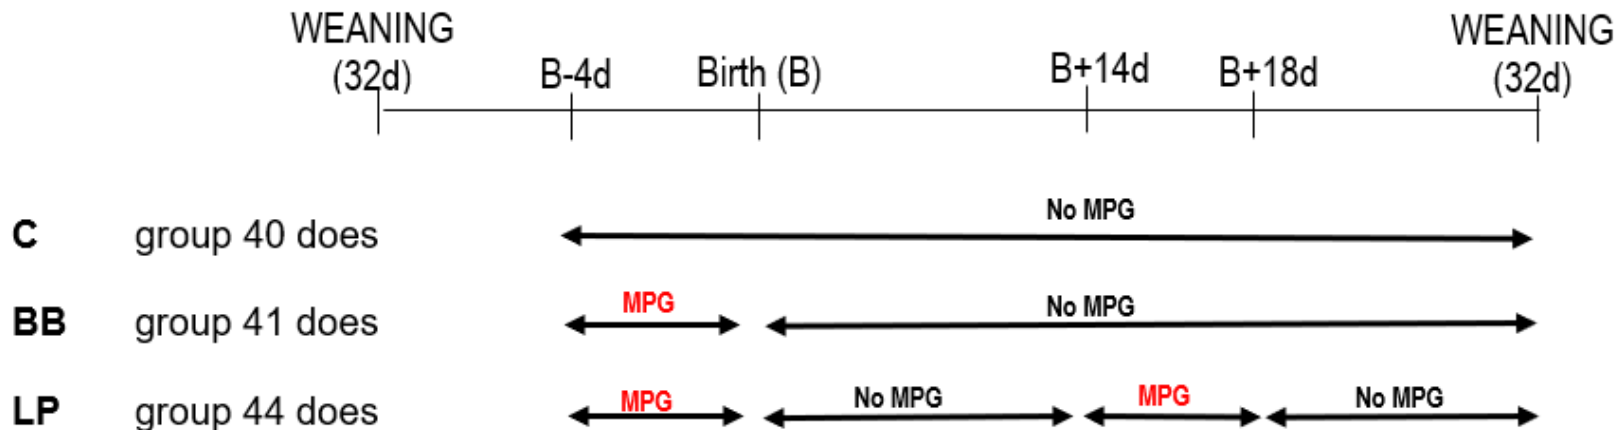 WEANING (32d) B-4d Birth (B) B+14d B+18d WEANING (32d)
No MPG
C group 40 does
MPG No MPG
BB group 41 does
MPG No MPG MPG No MPG
LP group 44 does